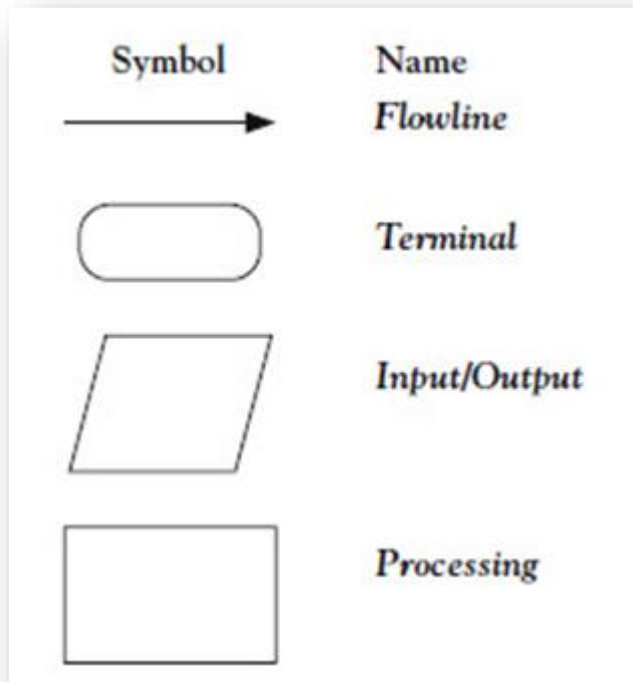 Symbol Name
Flowline
Terminal
Input/Output
Processing